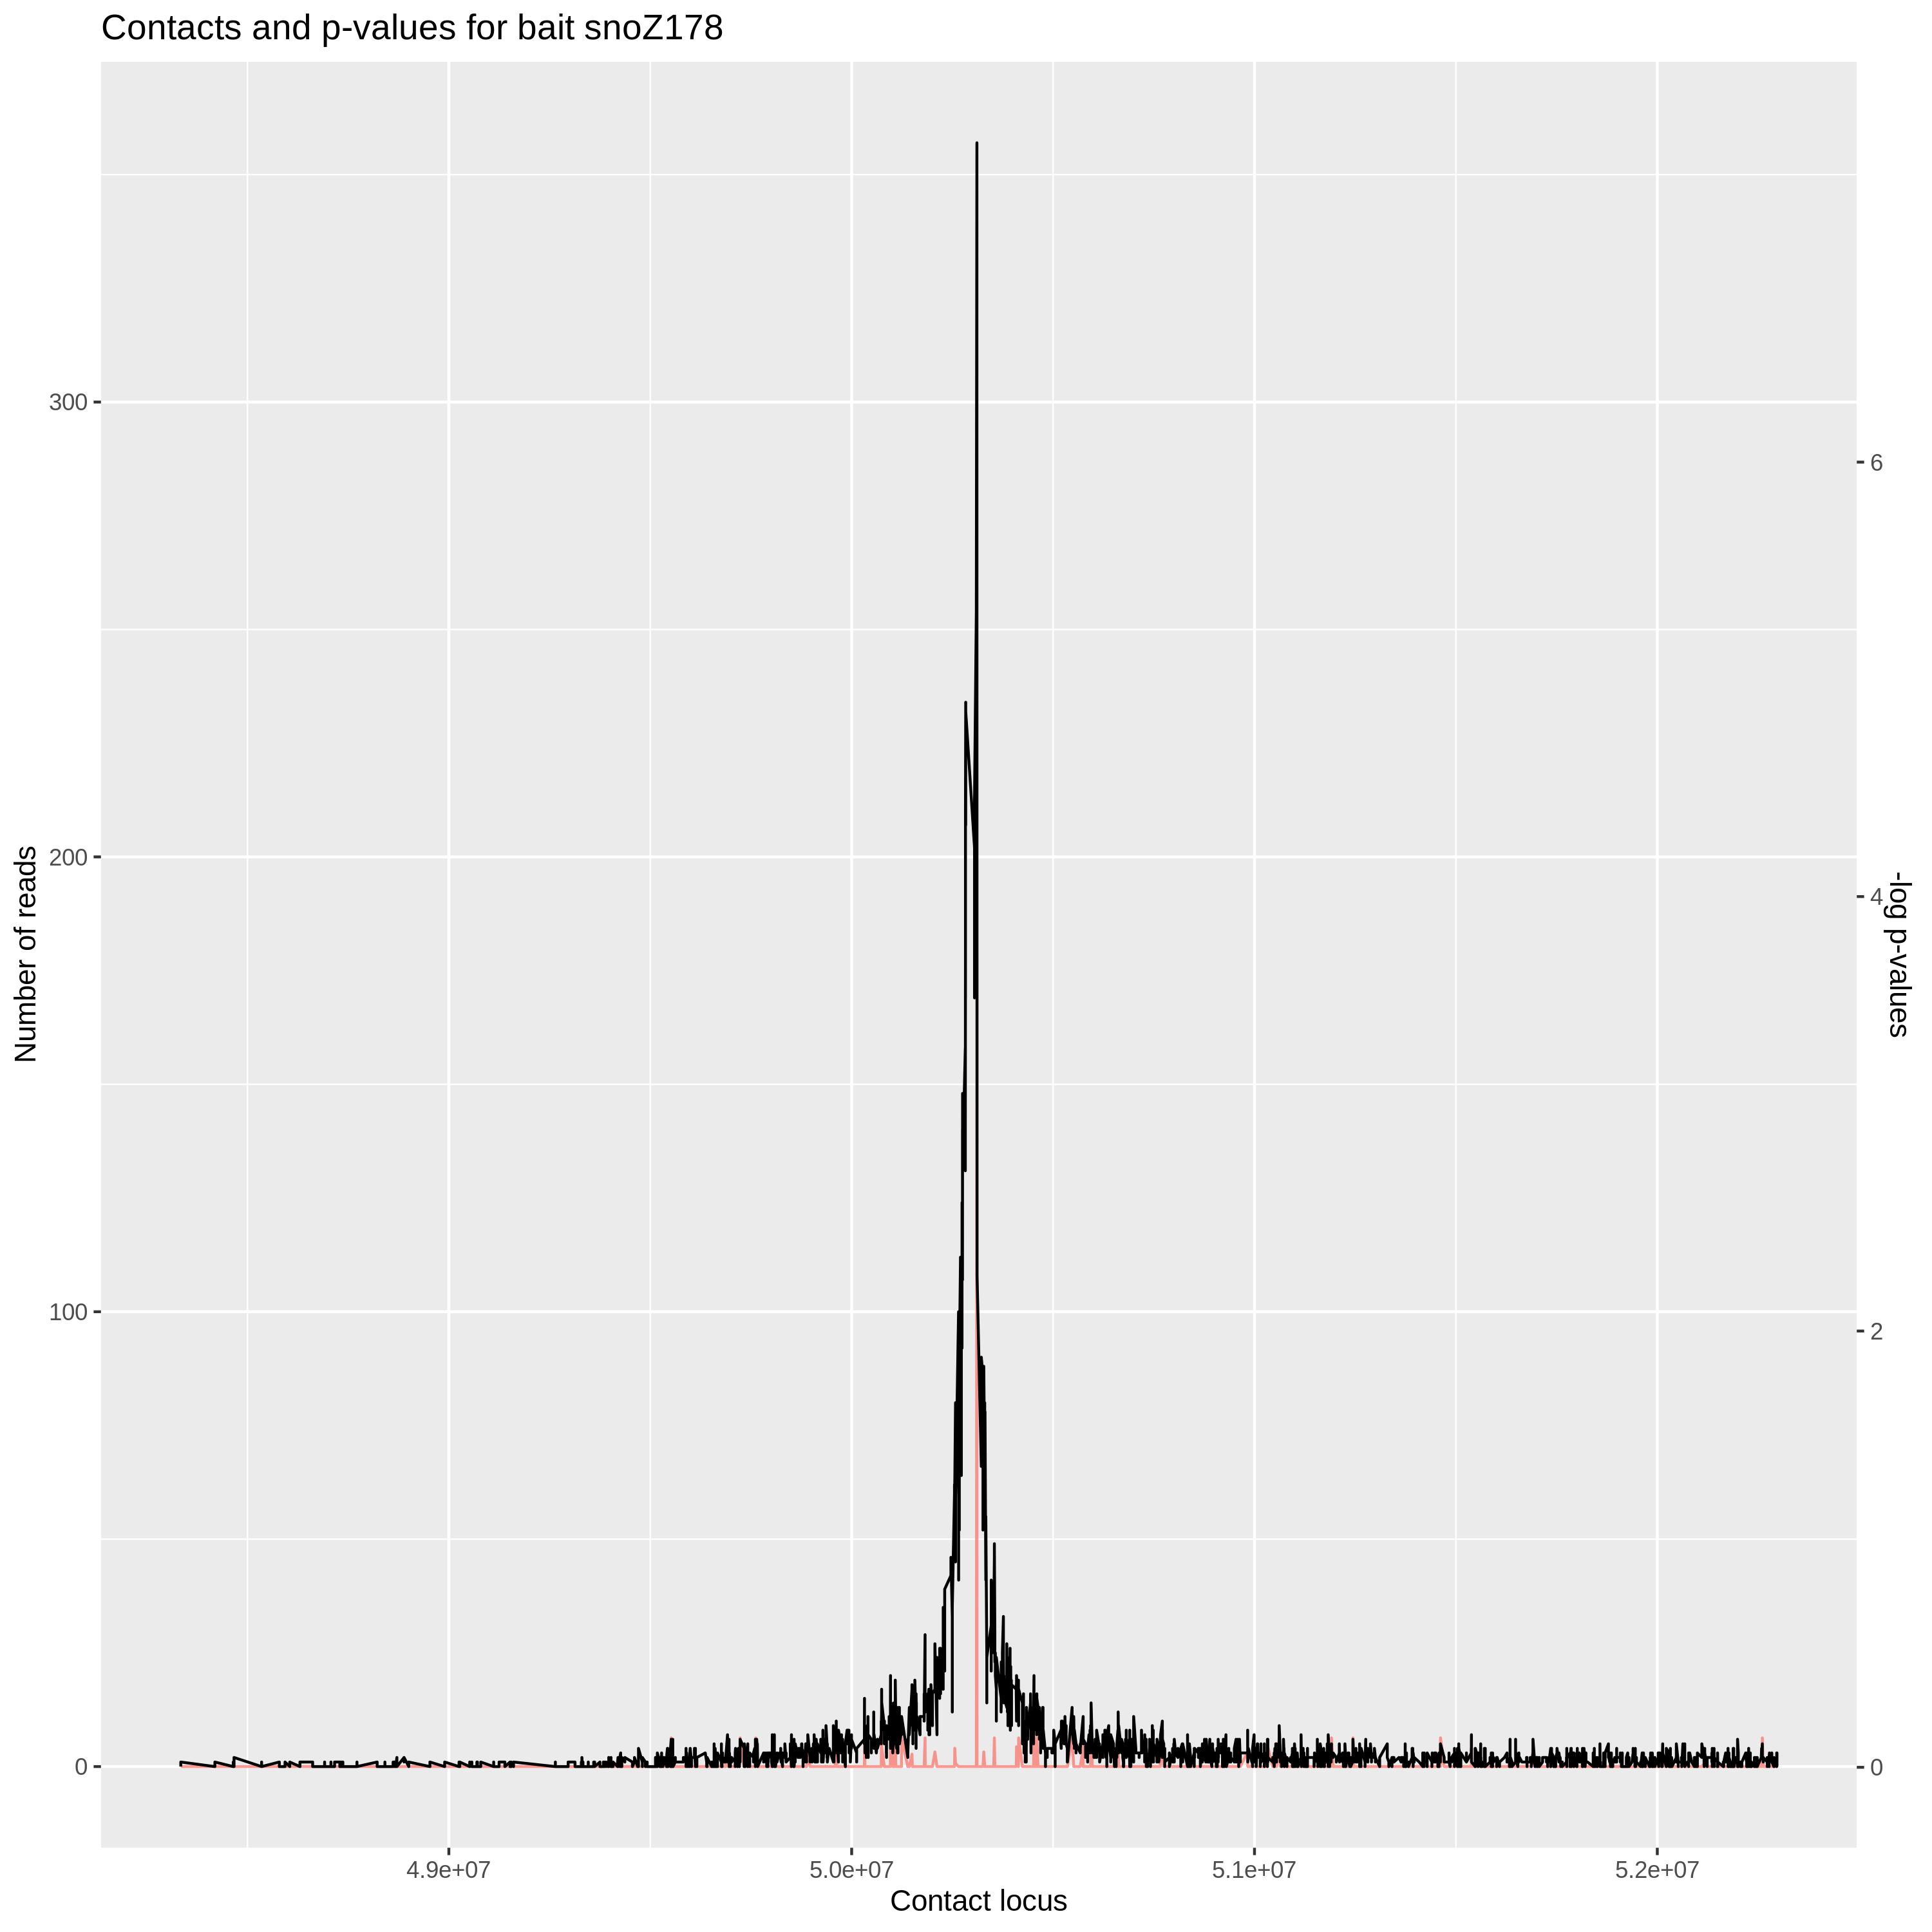 Contacts and p-values for bait snoZ178
300
200
100
0
Number of reads
6
4
2
0
-log p-values
4.9e+07
5.0e+07
5.1e+07
5.2e+07
Contact locus